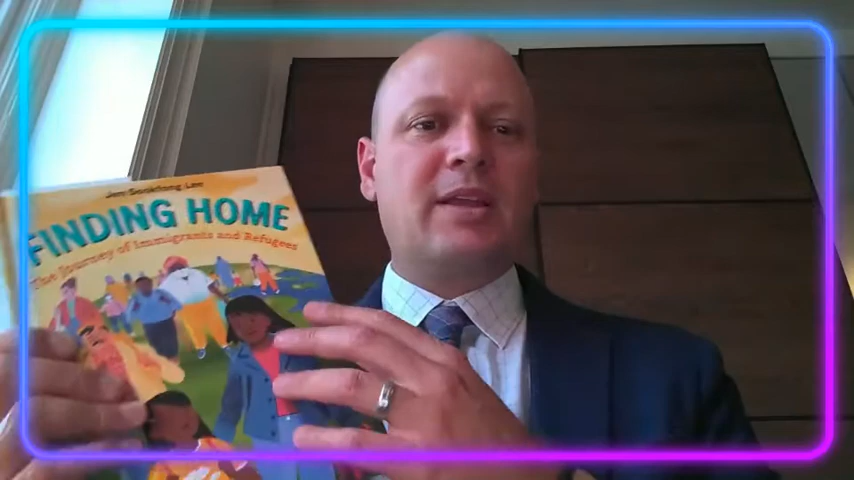 Jen Sookfong Lee
FINDING HOME
The Journey of Immigrants and Refugees